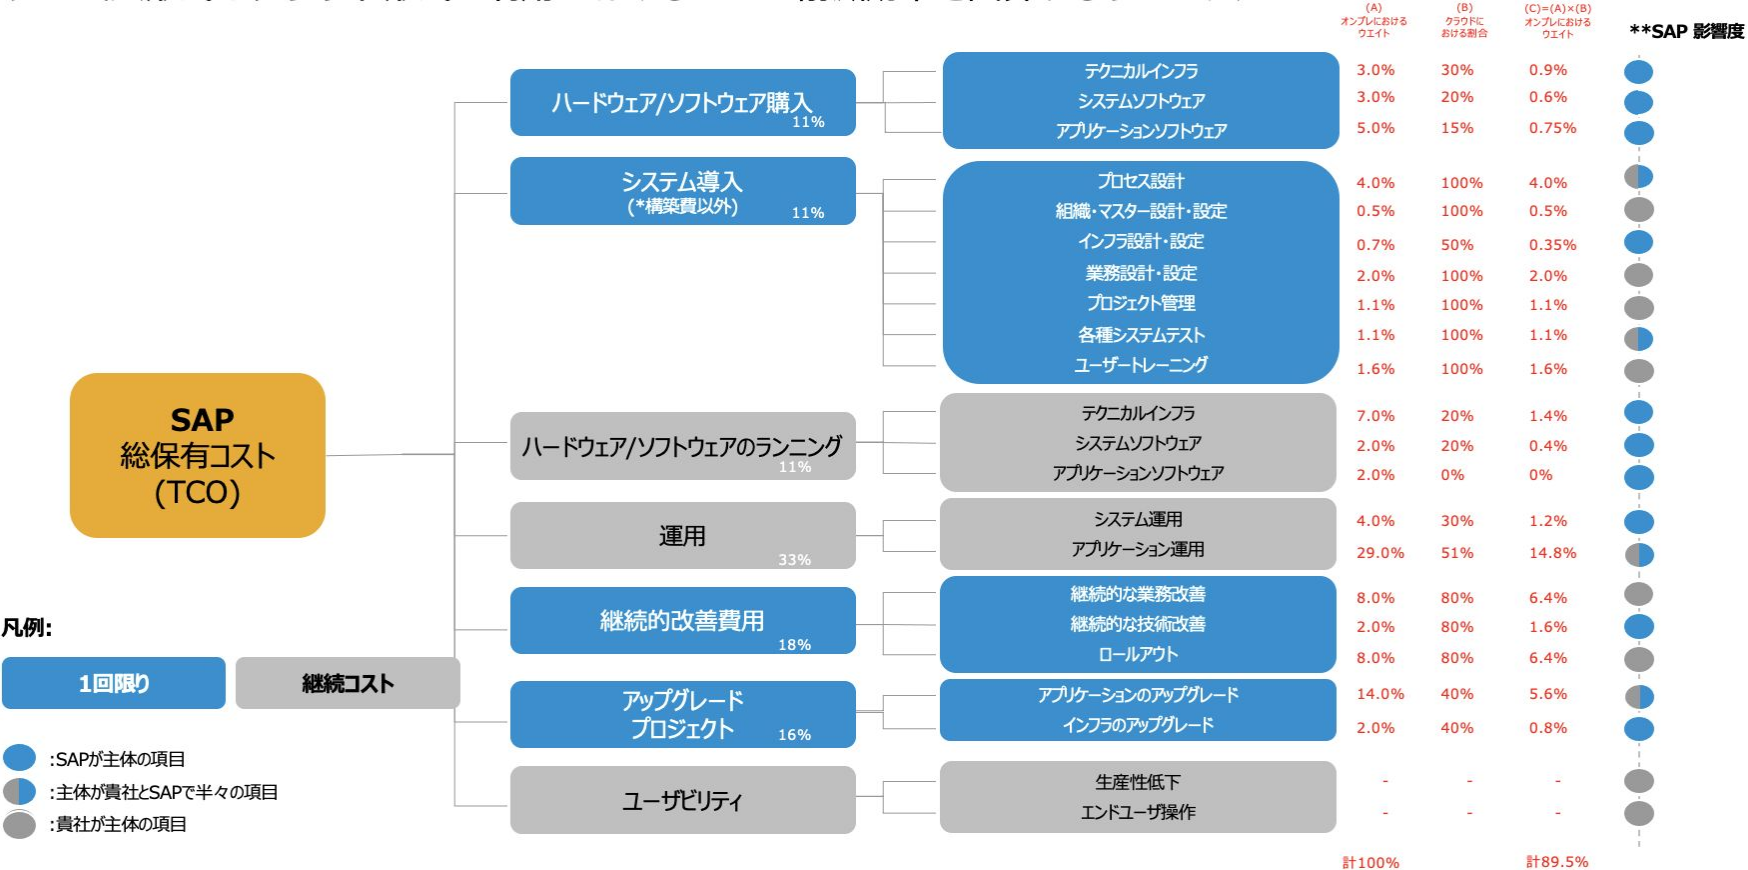 (A)
オンプレにおける
ウエイト
(B)
クラウドに
おける割合
(C)=(A)×(B)
オンプレにおける
ウエイト
**SAP 影響度
ハードウェア/ソフトウェア購入
11%
テクニカルインフラ 3.0% 30% 0.9%
システムソフトウェア 3.0% 20% 0.6%
アプリケーションソフトウェア 5.0% 15% 0.75%
システム導入
(*構築費以外)
11%
プロセス設計 4.0% 100% 4.0%
組織・マスター設計・設定 0.5% 100% 0.5%
インフラ設計・設定 0.7% 50% 0.35%
業務設計・設定 2.0% 100% 2.0%
プロジェクト管理 1.1% 100% 1.1%
各種システムテスト 1.1% 100% 1.1%
ユーザートレーニング 1.6% 100% 1.6%
SAP
総保有コスト
(TCO)
ハードウェア/ソフトウェアのランニング
11%
テクニカルインフラ 7.0% 20% 1.4%
システムソフトウェア 2.0% 20% 0.4%
アプリケーションソフトウェア 2.0% 0% 0%
運用
33%
システム運用 4.0% 30% 1.2%
アプリケーション運用 29.0% 51% 14.8%
継続的改善費用
18%
継続的な業務改善 8.0% 80% 6.4%
継続的な技術改善 2.0% 80% 1.6%
ロールアウト 8.0% 80% 6.4%
アップグレード
プロジェクト
16%
アプリケーションのアップグレード 14.0% 40% 5.6%
インフラのアップグレード 2.0% 40% 0.8%
ユーザビリティ
生産性低下 - - -
エンドユーザ操作 - - -
計100% 計89.5%
凡例:
1回限り
継続コスト
:SAPが主体の項目
:主体が貴社とSAPで半々の項目
:貴社が主体の項目